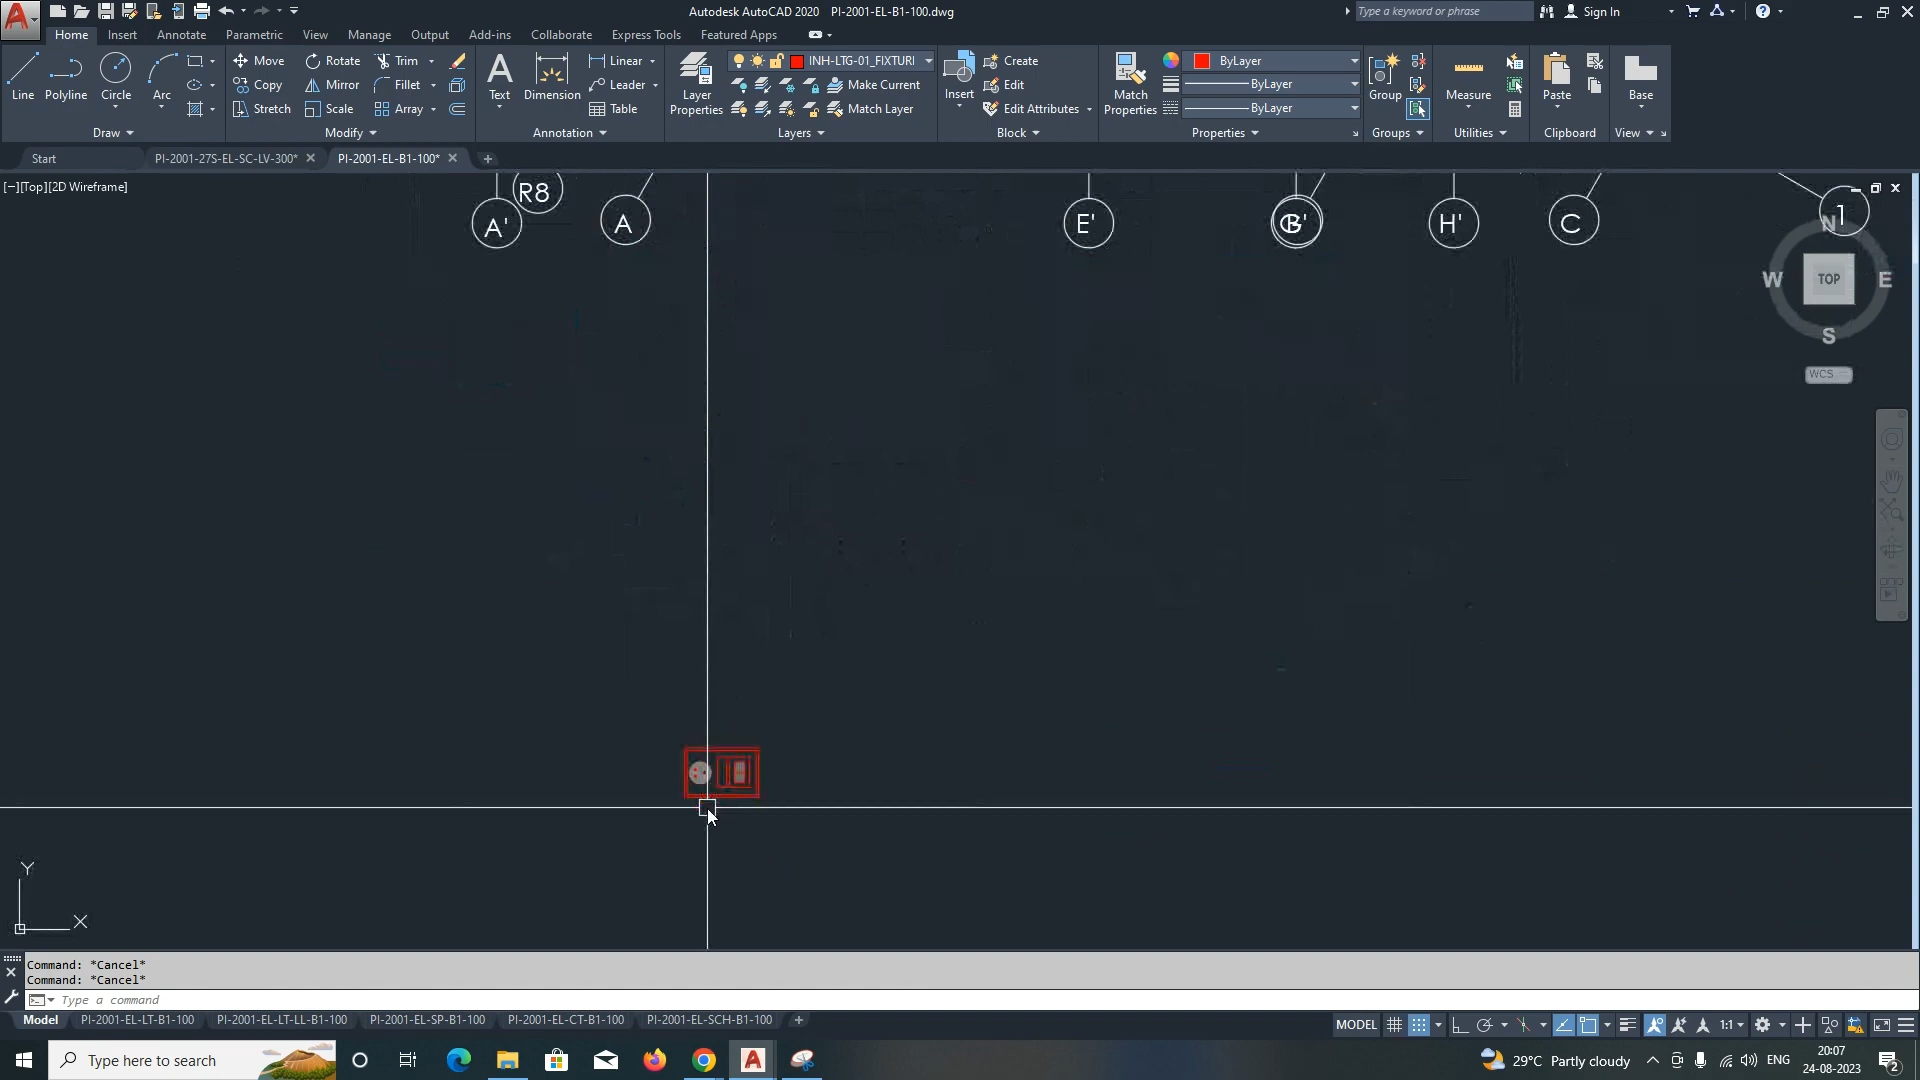 Autodesk AutoCAD 2020 PI-2001-EL-B1-100.dwg
Type a keyword or phrase
Sign In
Home Insert Annotate Parametric View Manage Output Add-ins Collaborate Express Tools Featured Apps
Line Polyline Circle Arc
Move Rotate Trim
Copy Mirror Fillet
Stretch Scale Array
Text Dimension
Linear
Leader
Table
Layer Properties
INH-LTG-01_FIXTURI
Make Current
Match Layer
Insert
Create
Edit
Edit Attributes
Match Properties
ByLayer
ByLayer
ByLayer
Group
Measure
Paste
Base
Draw Modify Annotation Layers Block Properties Groups Utilities Clipboard View
Start PI-2001-27S-EL-SC-LV-300* PI-2001-EL-B1-100*
[−][Top][2D Wireframe]
R8
A' A E' B' H' C 1
N
W TOP E
S
WCS
Y
X
Command: *Cancel*
Command: *Cancel*
Type a command
Model PI-2001-EL-LT-B1-100 PI-2001-EL-LT-LL-B1-100 PI-2001-EL-SP-B1-100 PI-2001-EL-CT-B1-100 PI-2001-EL-SCH-B1-100
MODEL 1:1
Type here to search
29°C Partly cloudy
ENG
20:07
24-08-2023
2